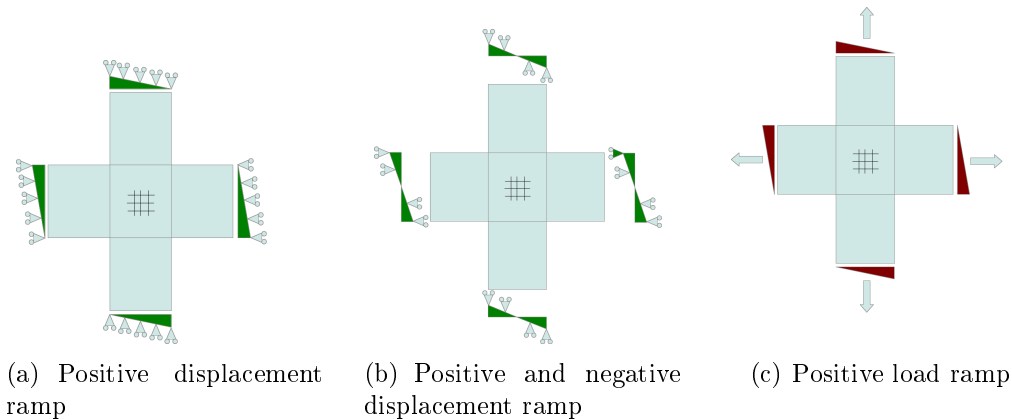 (a) Positive displacement
ramp
(b) Positive and negative
displacement ramp
(c) Positive load ramp